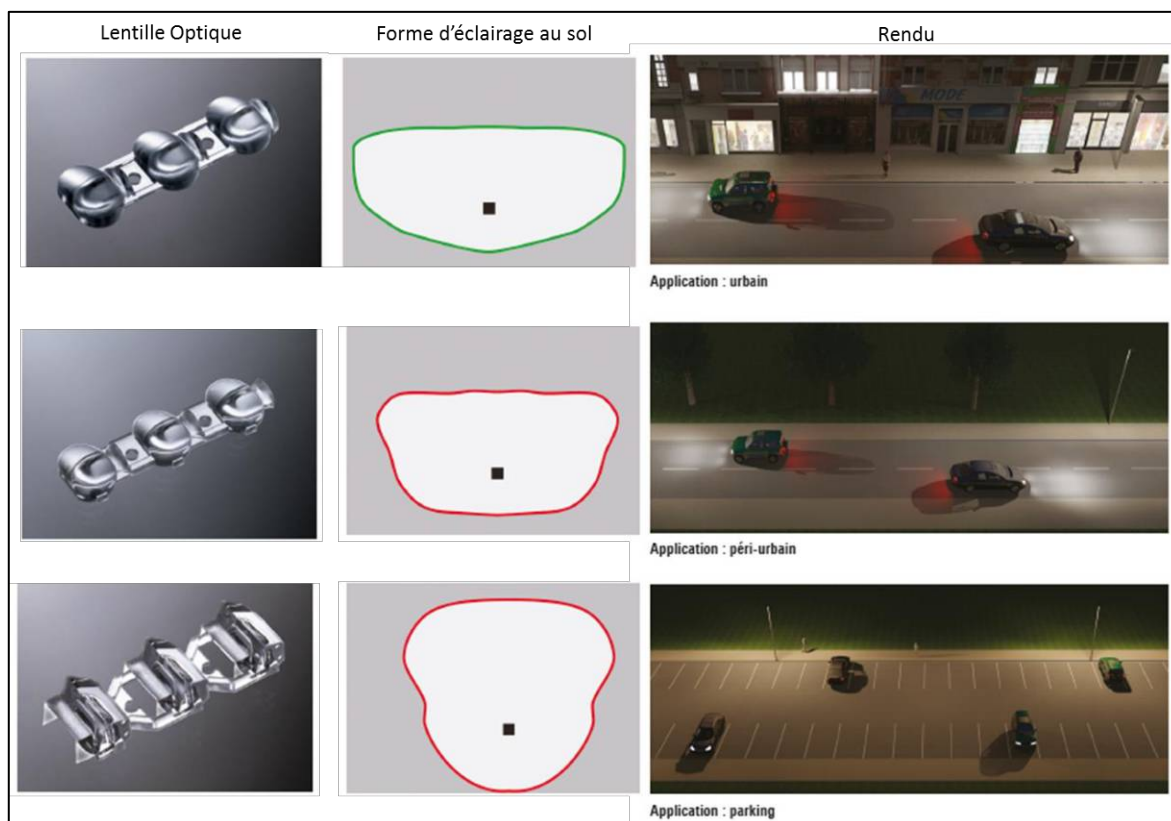 Lentille Optique
Forme d'éclairage au sol
Rendu
MODE
Application : urbain
Application : péri-urbain
Application : parking